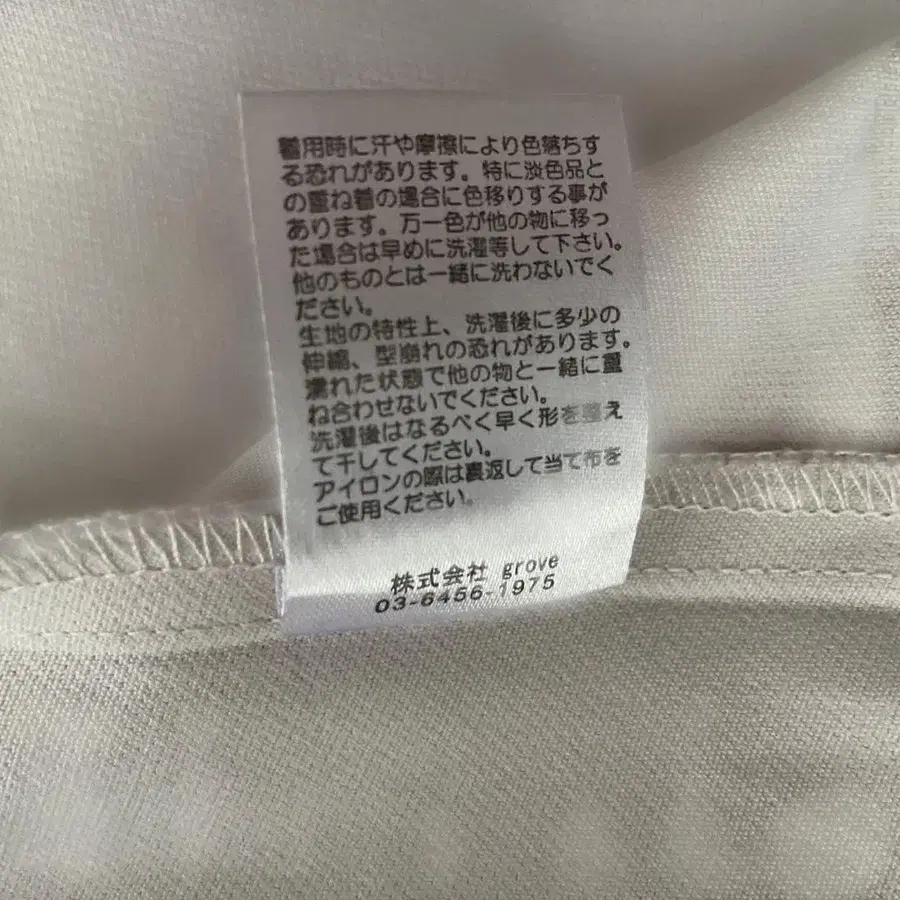 着用時に汗や摩擦により色落ちす
る恐れがあります。特に淡色品と
の重ね着の場合に色移りする事が
あります。万一色が他の物に移っ
た場合は早めに洗濯等して下さい。
他のものとは一緒に洗わないでく
ださい。
生地の特性上、洗濯後に多少の
伸縮、型崩れの恐れがあります。
濡れた状態で他の物と一緒に重
ね合わせないでください。
洗濯後はなるべく早く形を整え
て干してください。
アイロンの際は裏返して当て布を
ご使用ください。
株式会社 grove
03-6456-1975